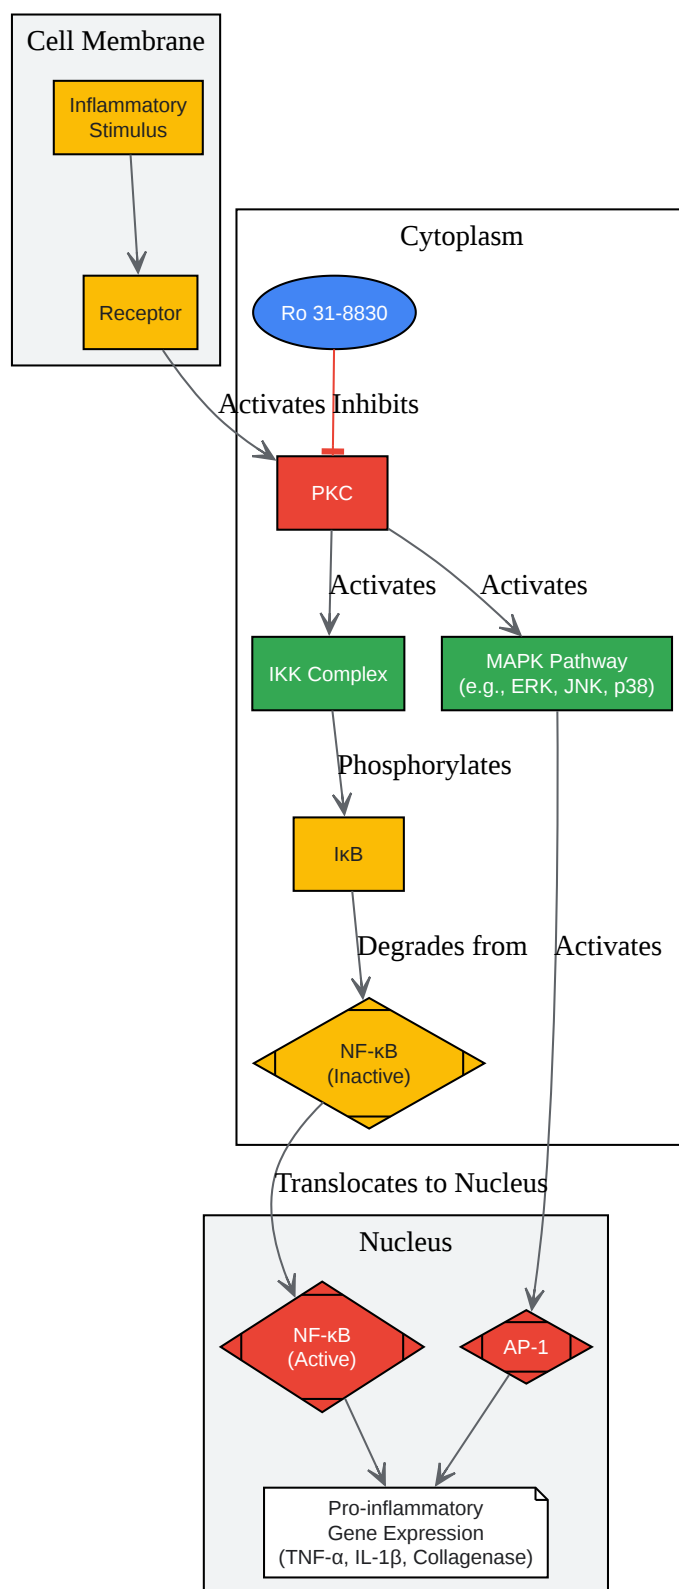 Cell Membrane
Inflammatory
Stimulus
Receptor
Cytoplasm
Ro 31-8830
Activates
Inhibits
PKC
Activates
Activates
IKK Complex
MAPK Pathway
(e.g., ERK, JNK, p38)
Phosphorylates
IκB
Degrades from
Activates
NF-κB
(Inactive)
Translocates to Nucleus
Nucleus
NF-κB
(Active)
AP-1
Pro-inflammatory
Gene Expression
(TNF-α, IL-1β, Collagenase)